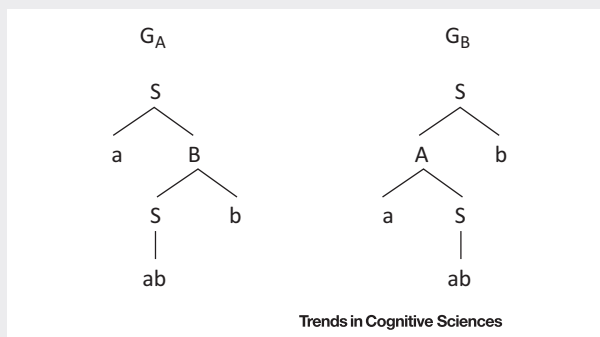 G_A G_B
S S
a B A b
S b a S
ab ab
Trends in Cognitive Sciences